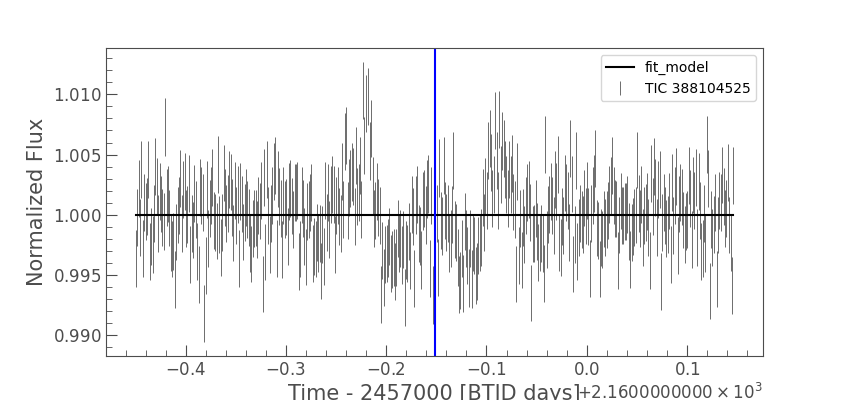 fit_model
TIC 388104525
Normalized Flux
1.010
1.005
1.000
0.995
0.990
−0.4 −0.3 −0.2 −0.1 0.0 0.1
Time - 2457000 [BTJD days]
+2.1600000000 × 10³